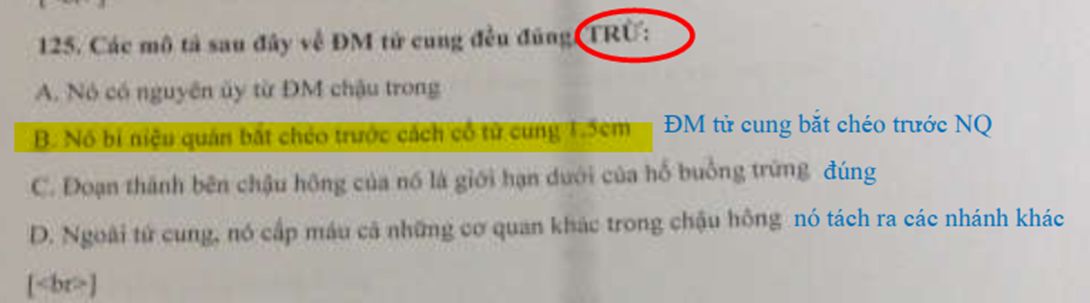 125. Các mô tả sau đây về ĐM tử cung đều đúng, TRỪ:
A. Nó có nguyên ủy từ ĐM chậu trong
B. Nó bị niệu quản bắt chéo trước cách cổ tử cung 1.5cm ĐM tử cung bắt chéo trước NQ
C. Đoạn thành bên chậu hông của nó là giới hạn dưới của hố buồng trứng đúng
D. Ngoài tử cung, nó cấp máu cả những cơ quan khác trong chậu hông nó tách ra các nhánh khác
[<br>]